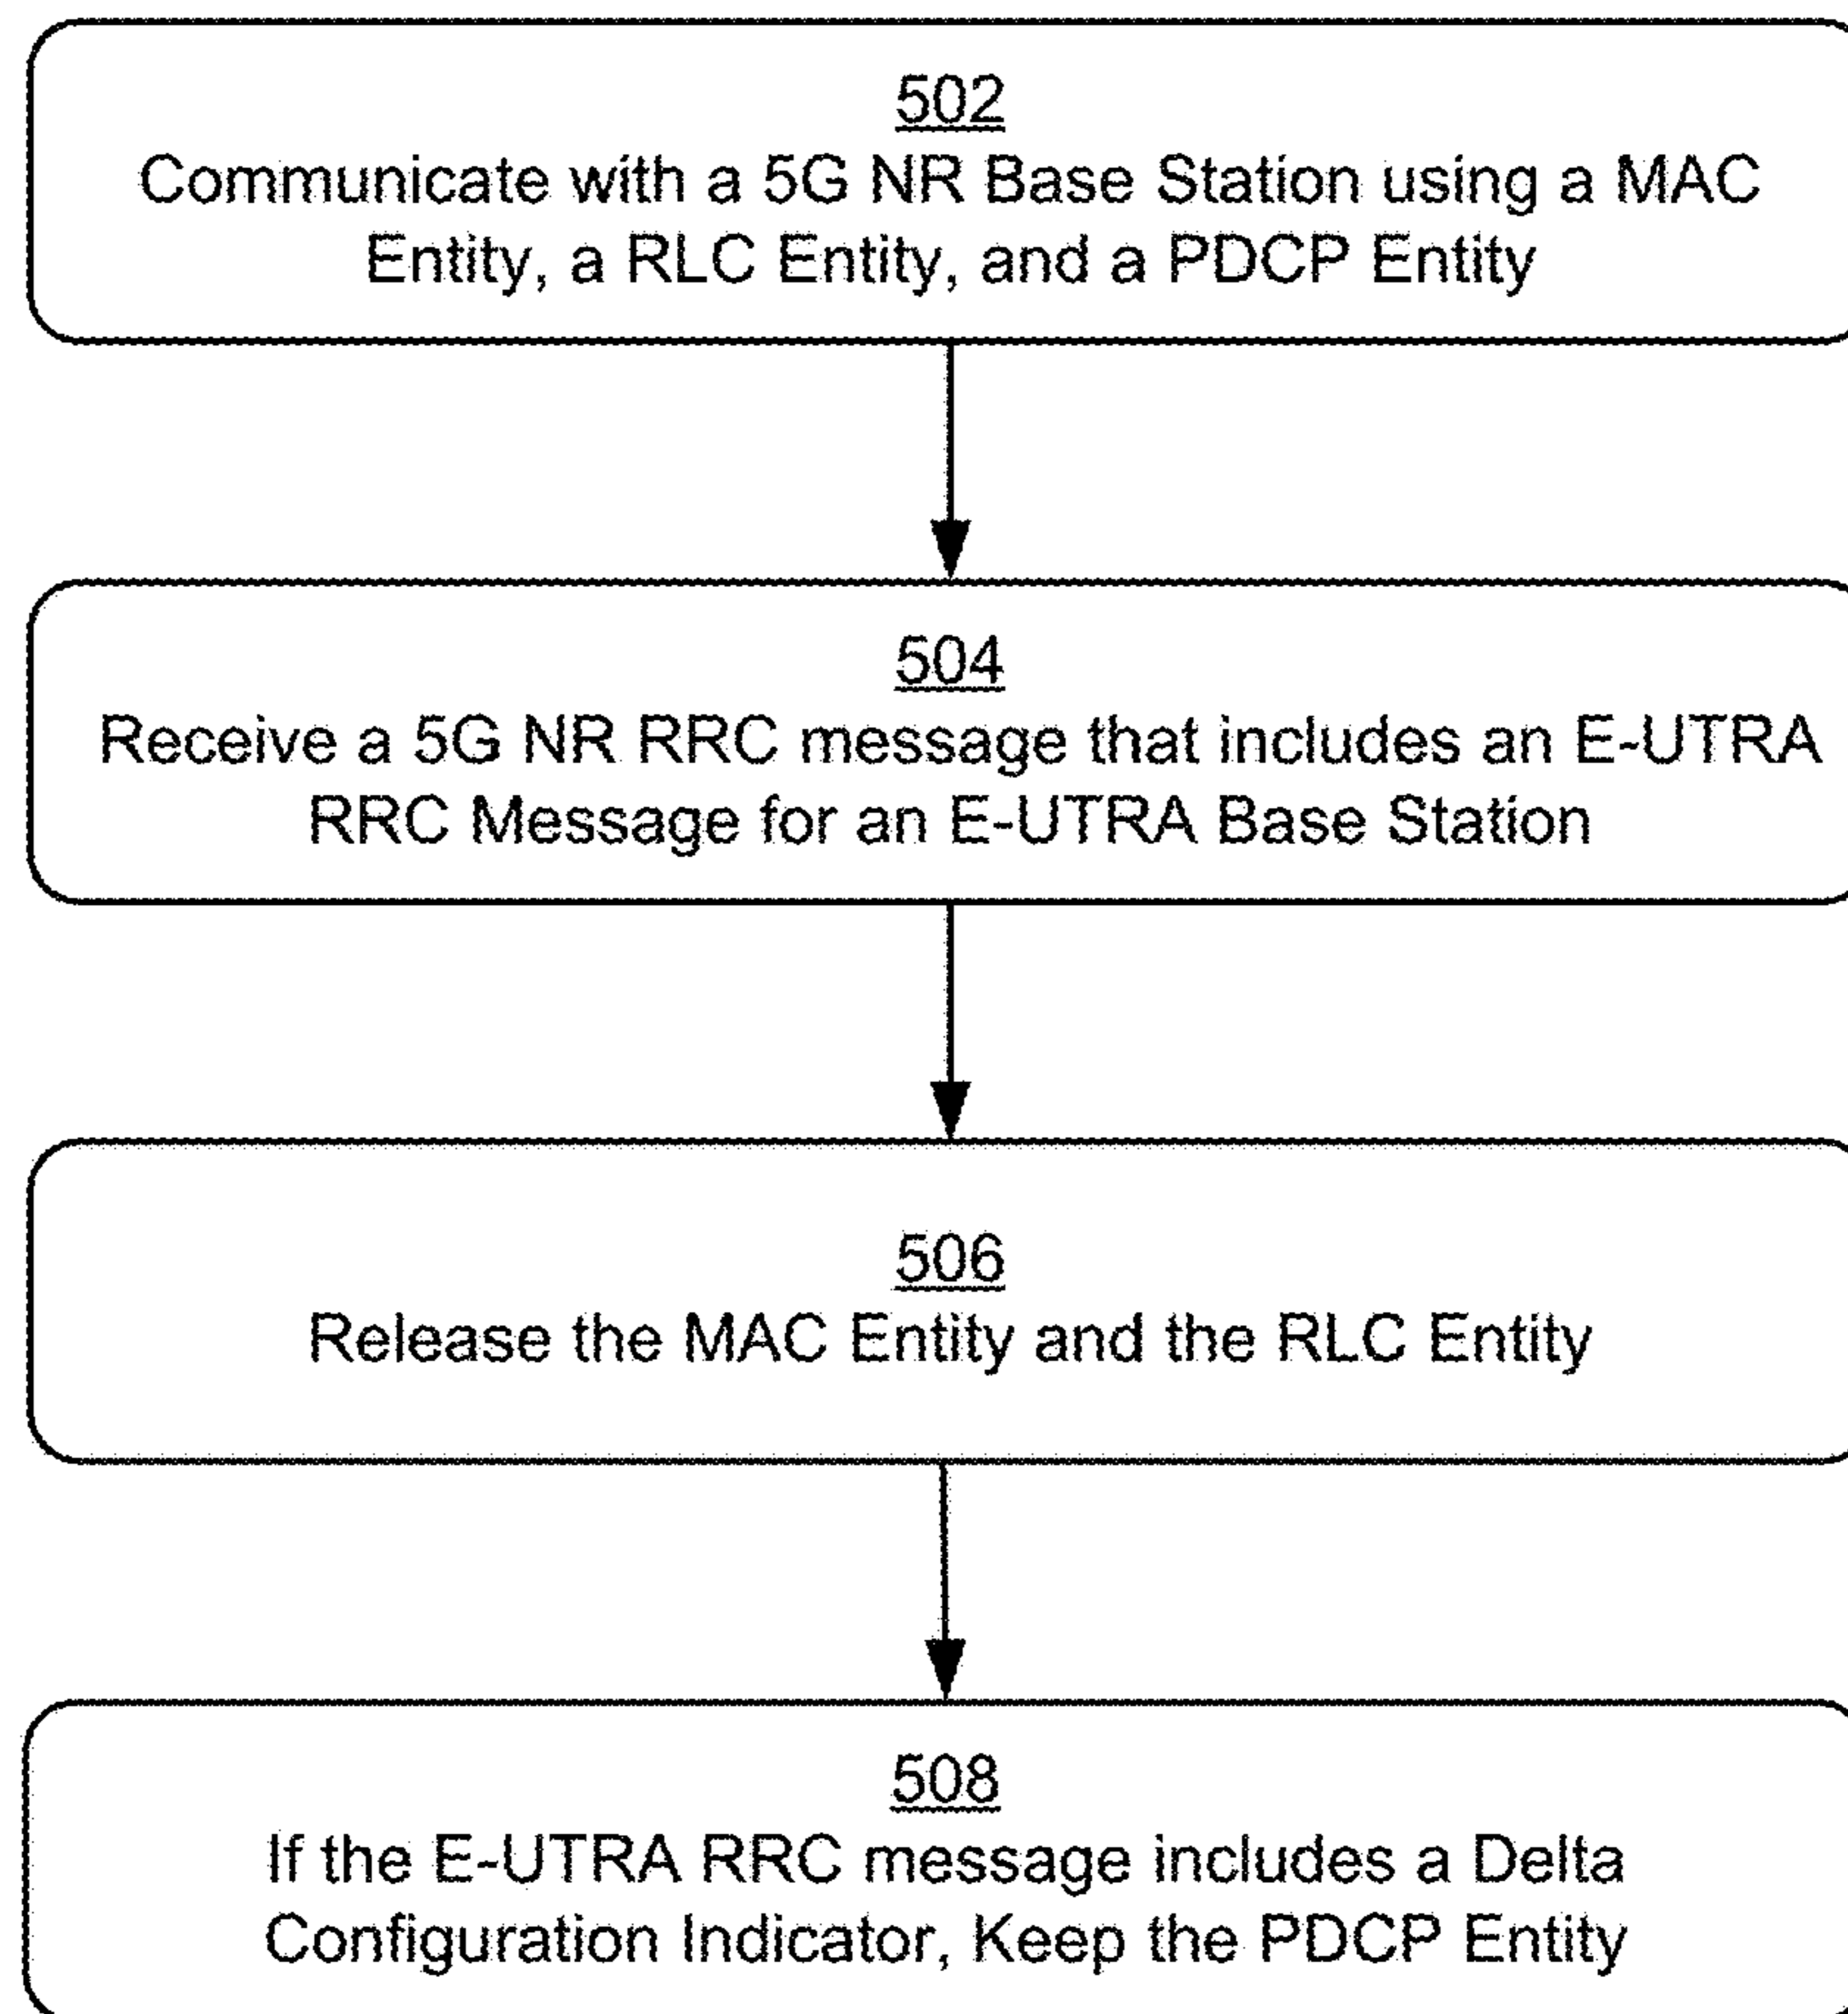 502
Communicate with a 5G NR Base Station using a MAC
Entity, a RLC Entity, and a PDCP Entity
504
Receive a 5G NR RRC message that includes an E-UTRA
RRC Message for an E-UTRA Base Station
506
Release the MAC Entity and the RLC Entity
508
If the E-UTRA RRC message includes a Delta
Configuration Indicator, Keep the PDCP Entity